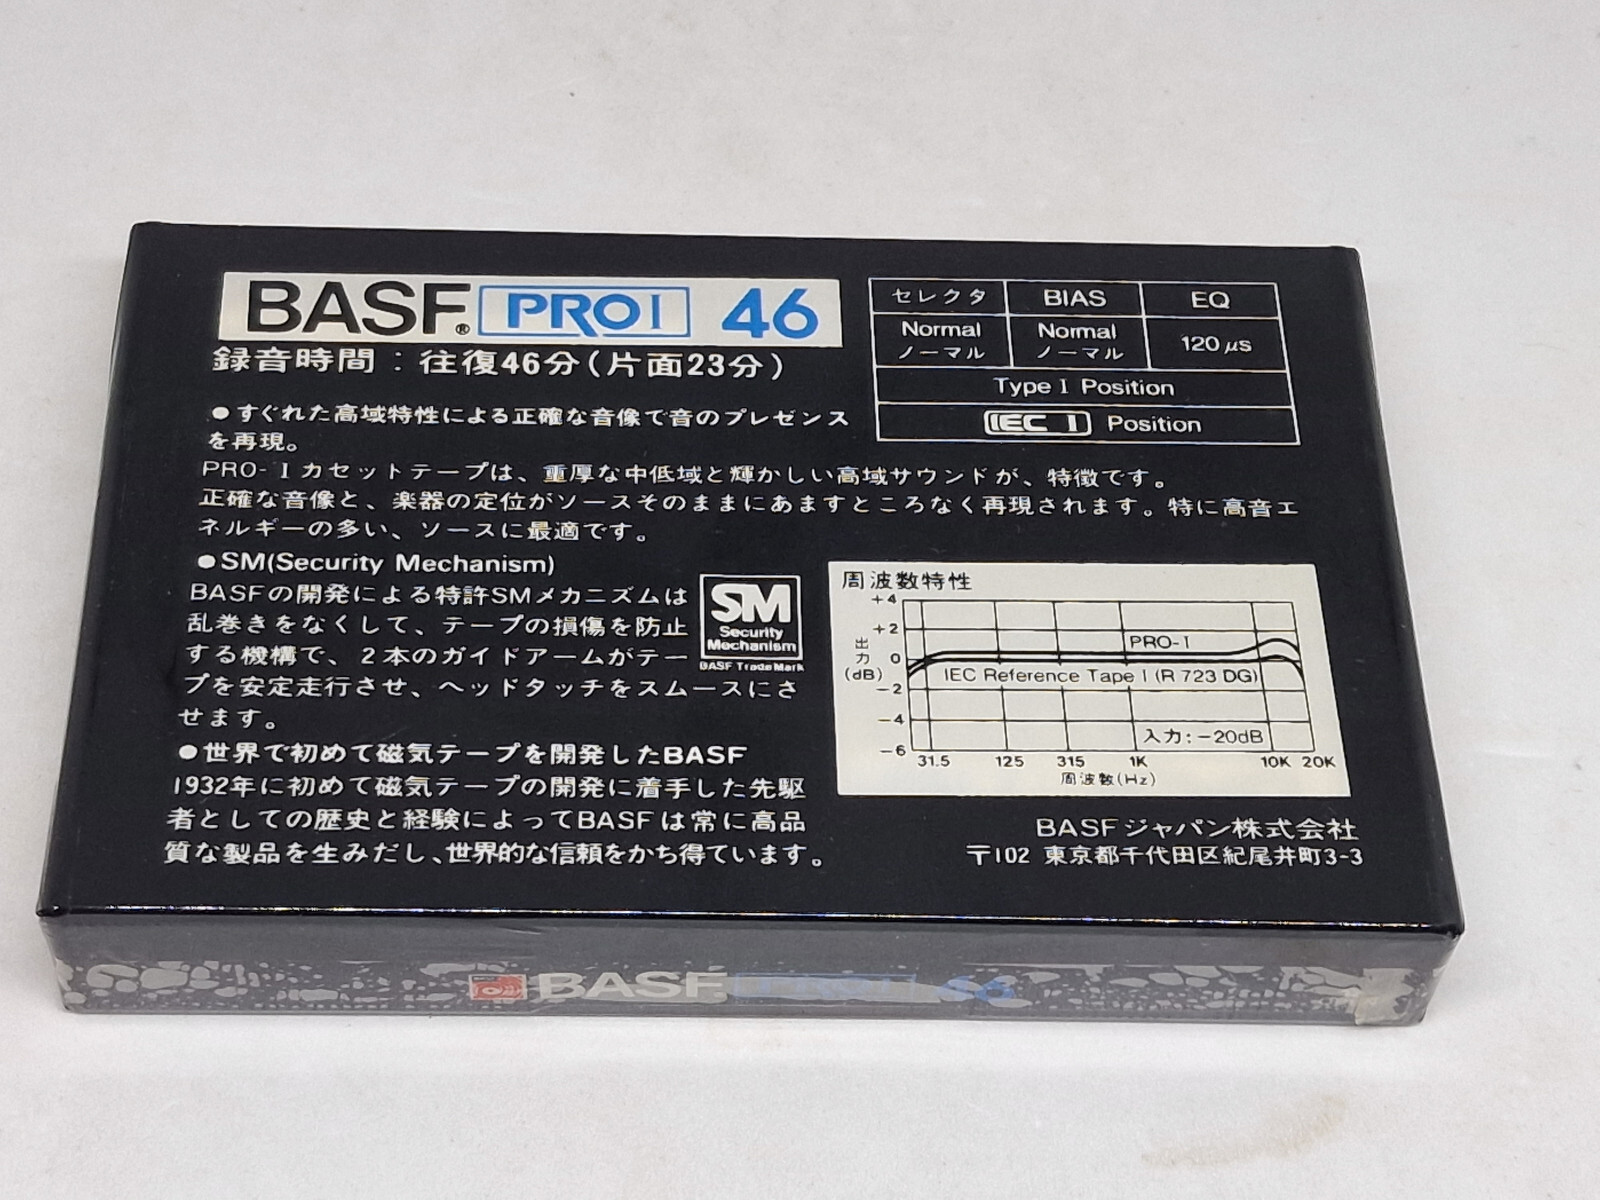 BASF® PRO I 46
録音時間：往復46分(片面23分)
セレクタ BIAS EQ
Normal Normal 120μs
ノーマル ノーマル
Type I Position
IEC I Position
●すぐれた高域特性による正確な音像で音のプレゼンス
を再現。
PRO-Iカセットテープは、重厚な中低域と輝かしい高域サウンドが、特徴です。
正確な音像と、楽器の定位がソースそのままにあますところなく再現されます。特に高音エ
ネルギーの多い、ソースに最適です。
●SM(Security Mechanism)
BASFの開発による特許SMメカニズムは
乱巻きをなくして、テープの損傷を防止
する機構で、2本のガイドアームがテー
プを安定走行させ、ヘッドタッチをスムースにさ
せます。
SM
Security
Mechanism
BASF Trade Mark
●世界で初めて磁気テープを開発したBASF
1932年に初めて磁気テープの開発に着手した先駆
者としての歴史と経験によってBASFは常に高品
質な製品を生みだし、世界的な信頼をかち得ています。
周波数特性
+4
+2
0
-2
-4
-6
出力(dB)
PRO-I
IEC Reference Tape I (R 723 DG)
入力:-20dB
31.5 125 315 1K 10K 20K
周波数(Hz)
BASFジャパン株式会社
〒102 東京都千代田区紀尾井町3-3
BASF PRO I 46